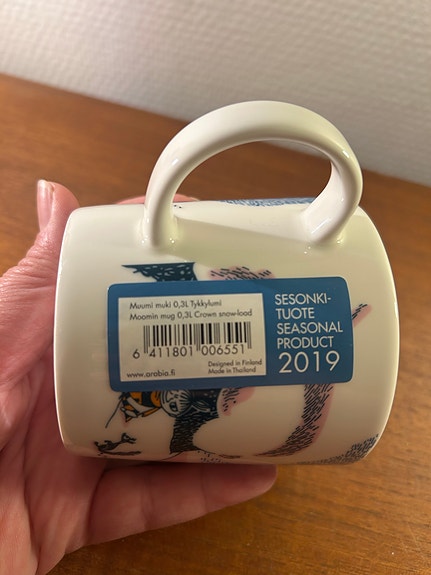 Muumi muki 0,3L Tykkylumi
Moomin mug 0,3L Crown snow-load
6 411801 006551
www.arabia.fi
Designed in Finland
Made in Thailand
SESONKI-
TUOTE
SEASONAL
PRODUCT
2019